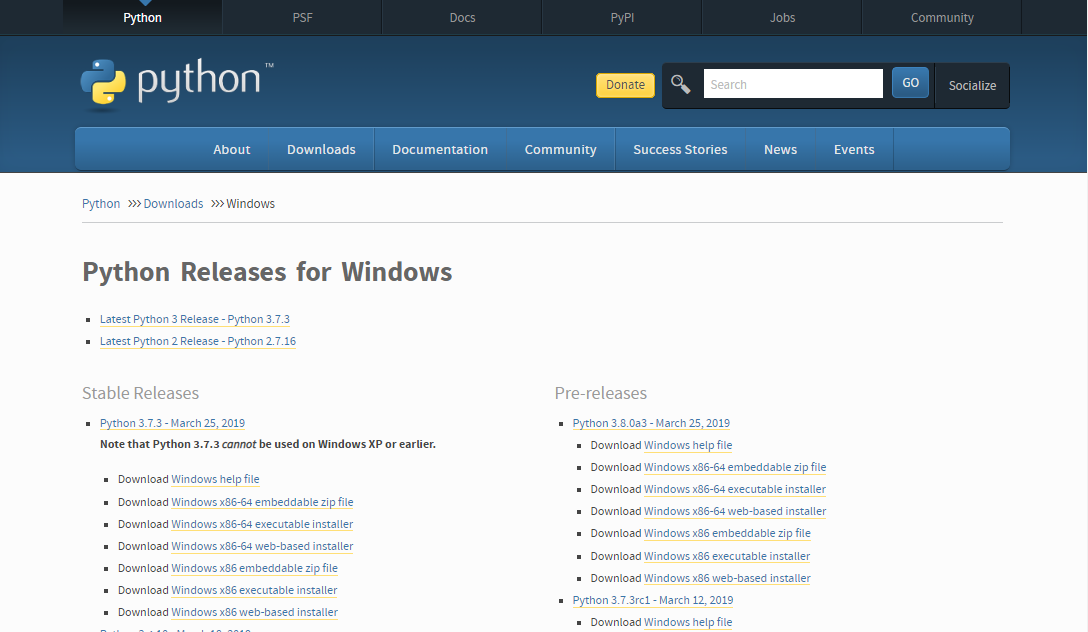 Python PSF Docs PyPI Jobs Community
python™
Donate Search GO Socialize
About Downloads Documentation Community Success Stories News Events
Python >>> Downloads >>> Windows
Python Releases for Windows
Latest Python 3 Release - Python 3.7.3
Latest Python 2 Release - Python 2.7.16
Stable Releases
Python 3.7.3 - March 25, 2019
Note that Python 3.7.3 cannot be used on Windows XP or earlier.
Download Windows help file
Download Windows x86-64 embeddable zip file
Download Windows x86-64 executable installer
Download Windows x86-64 web-based installer
Download Windows x86 embeddable zip file
Download Windows x86 executable installer
Download Windows x86 web-based installer
Pre-releases
Python 3.8.0a3 - March 25, 2019
Download Windows help file
Download Windows x86-64 embeddable zip file
Download Windows x86-64 executable installer
Download Windows x86-64 web-based installer
Download Windows x86 embeddable zip file
Download Windows x86 executable installer
Download Windows x86 web-based installer
Python 3.7.3rc1 - March 12, 2019
Download Windows help file